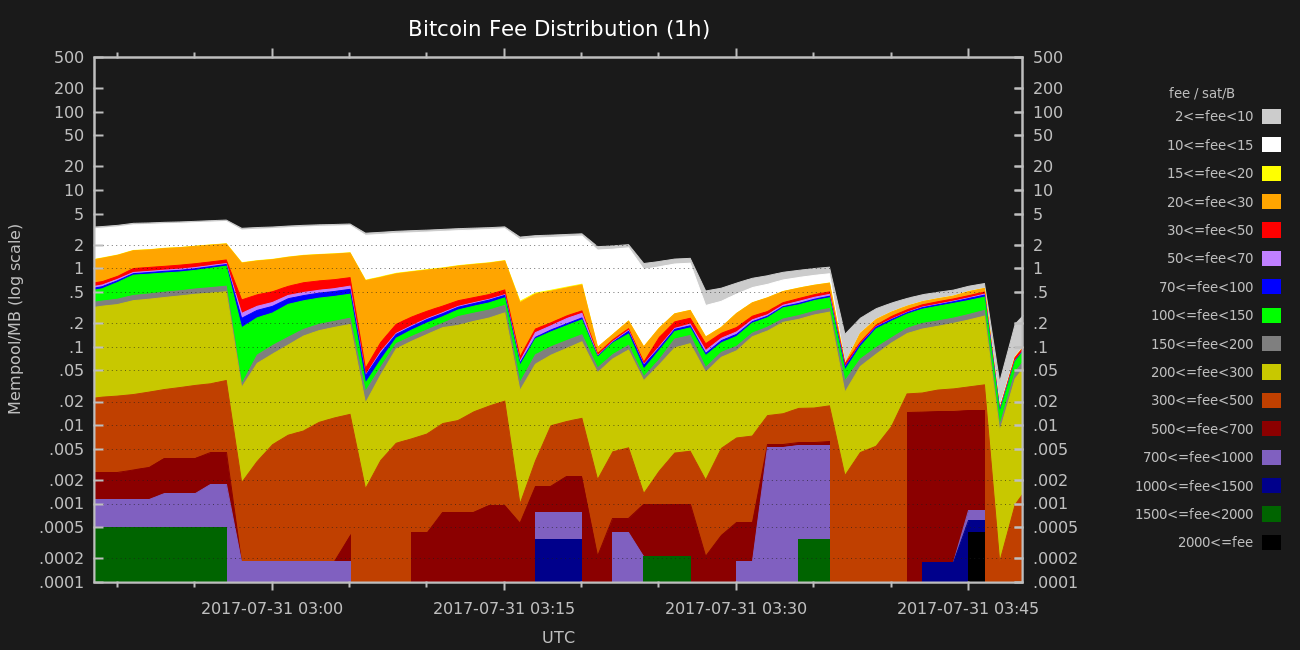 Bitcoin Fee Distribution (1h)
500 500
200 200
100 100
50 50
20 20
10 10
5 5
2 2
1 1
.5 .5
.2 .2
.1 .1
.05 .05
.02 .02
.01 .01
.005 .005
.002 .002
.001 .001
.0005 .0005
.0002 .0002
.0001 .0001
Mempool/MB (log scale)
2017-07-31 03:00 2017-07-31 03:15 2017-07-31 03:30 2017-07-31 03:45
UTC
fee / sat/B
2<=fee<10
10<=fee<15
15<=fee<20
20<=fee<30
30<=fee<50
50<=fee<70
70<=fee<100
100<=fee<150
150<=fee<200
200<=fee<300
300<=fee<500
500<=fee<700
700<=fee<1000
1000<=fee<1500
1500<=fee<2000
2000<=fee